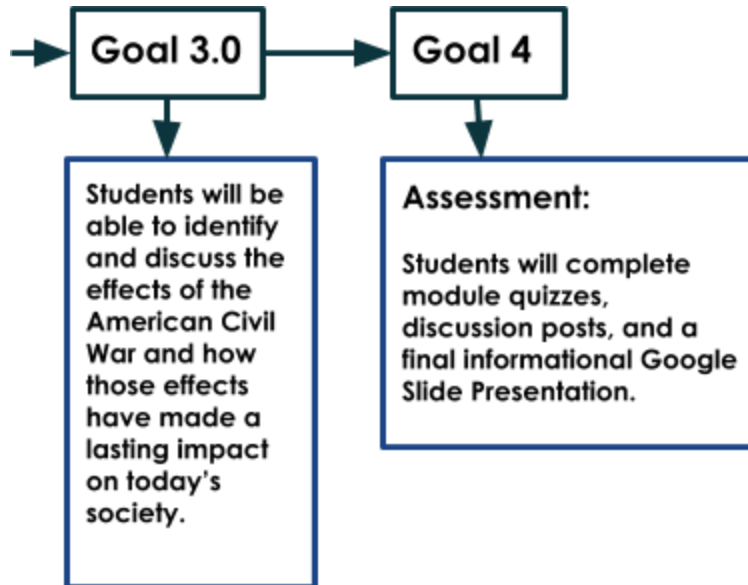 Goal 3.0
Goal 4
Students will be
able to identify
and discuss the
effects of the
American Civil
War and how
those effects
have made a
lasting impact
on today's
society.
Assessment:
Students will complete
module quizzes,
discussion posts, and a
final informational Google
Slide Presentation.